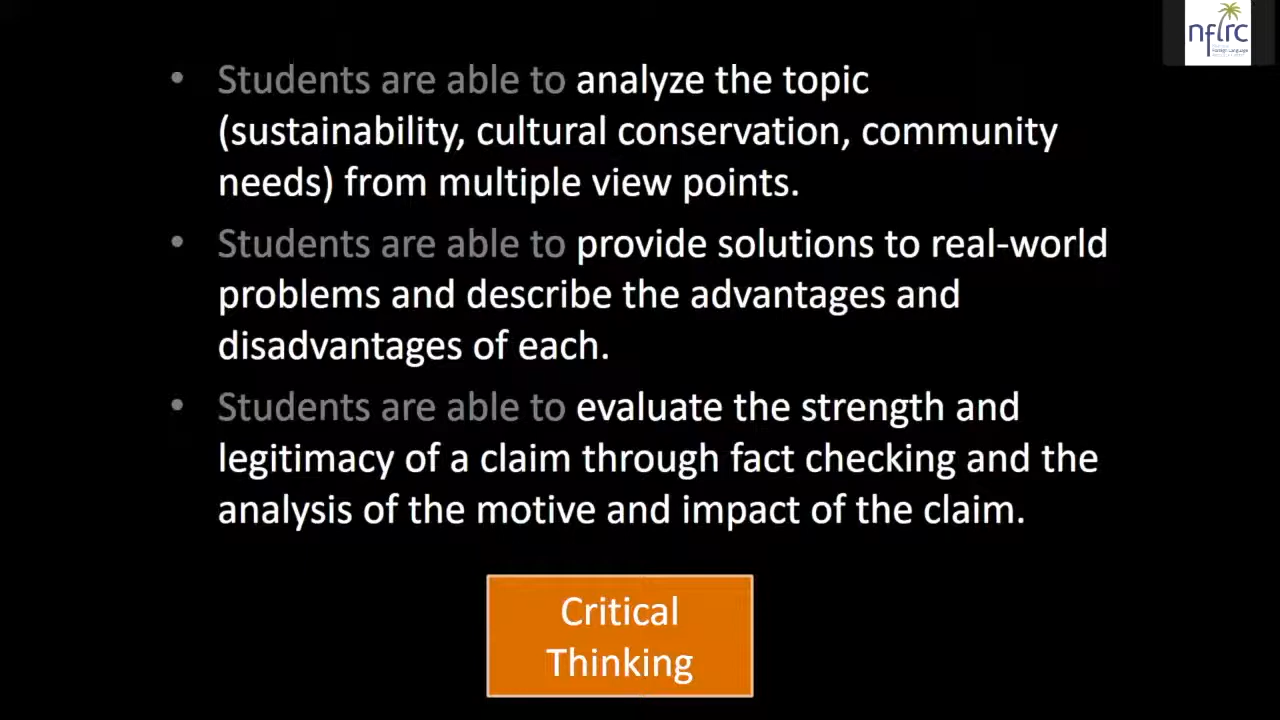 nflrc
• Students are able to analyze the topic
(sustainability, cultural conservation, community
needs) from multiple view points.
• Students are able to provide solutions to real-world
problems and describe the advantages and
disadvantages of each.
• Students are able to evaluate the strength and
legitimacy of a claim through fact checking and the
analysis of the motive and impact of the claim.
Critical
Thinking